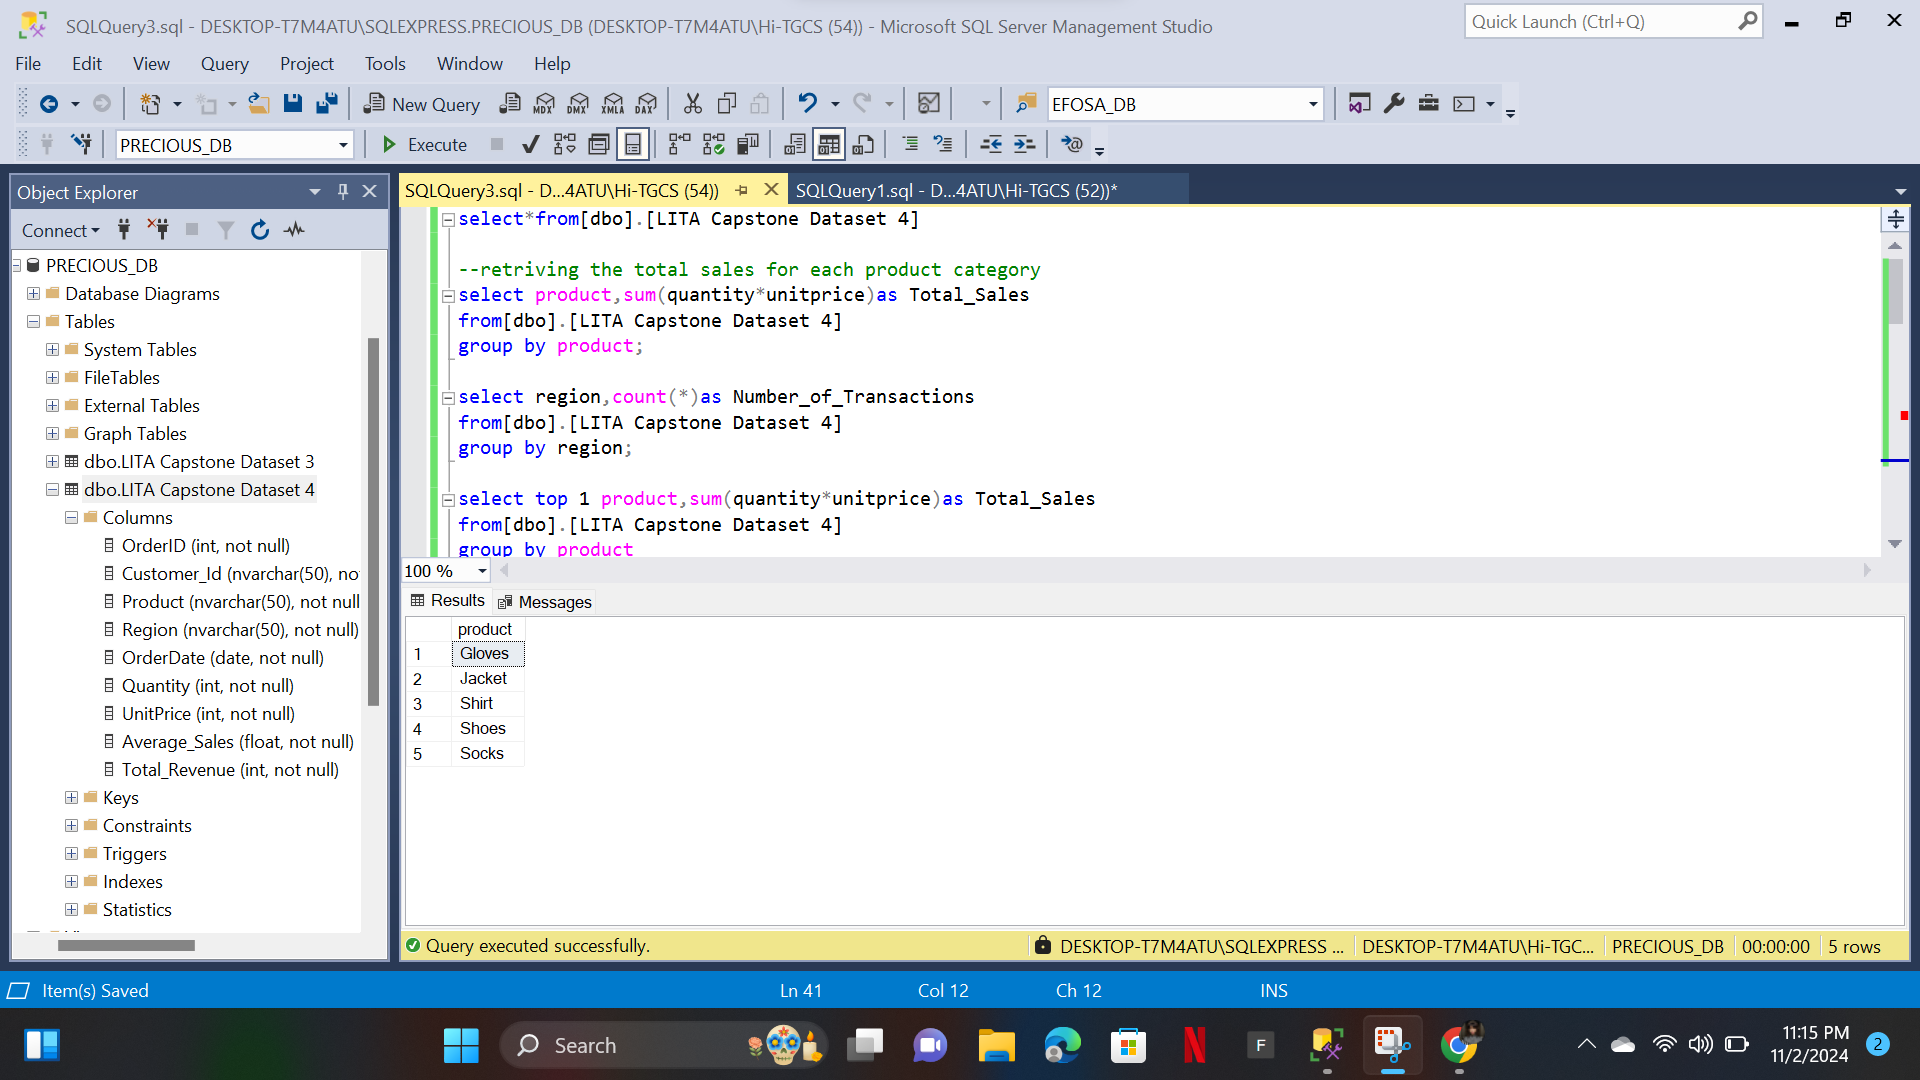 SQLQuery3.sql - DESKTOP-T7M4ATU\SQLEXPRESS.PRECIOUS_DB (DESKTOP-T7M4ATU\Hi-TGCS (54)) - Microsoft SQL Server Management Studio
Quick Launch (Ctrl+Q)
File Edit View Query Project Tools Window Help
New Query MDX DMX XMLA DAX EFOSA_DB
PRECIOUS_DB Execute
Object Explorer
Connect
PRECIOUS_DB
Database Diagrams
Tables
System Tables
FileTables
External Tables
Graph Tables
dbo.LITA Capstone Dataset 3
dbo.LITA Capstone Dataset 4
Columns
OrderID (int, not null)
Customer_Id (nvarchar(50), no
Product (nvarchar(50), not null
Region (nvarchar(50), not null)
OrderDate (date, not null)
Quantity (int, not null)
UnitPrice (int, not null)
Average_Sales (float, not null)
Total_Revenue (int, not null)
Keys
Constraints
Triggers
Indexes
Statistics
SQLQuery3.sql - D...4ATU\Hi-TGCS (54)) SQLQuery1.sql - D...4ATU\Hi-TGCS (52))*
select*from[dbo].[LITA Capstone Dataset 4]
--retriving the total sales for each product category
select product,sum(quantity*unitprice)as Total_Sales
from[dbo].[LITA Capstone Dataset 4]
group by product;
select region,count(*)as Number_of_Transactions
from[dbo].[LITA Capstone Dataset 4]
group by region;
select top 1 product,sum(quantity*unitprice)as Total_Sales
from[dbo].[LITA Capstone Dataset 4]
group by product
100 %
Results Messages
product
1 Gloves
2 Jacket
3 Shirt
4 Shoes
5 Socks
Query executed successfully. DESKTOP-T7M4ATU\SQLEXPRESS ... DESKTOP-T7M4ATU\Hi-TGC... PRECIOUS_DB 00:00:00 5 rows
Item(s) Saved Ln 41 Col 12 Ch 12 INS
Search
N
F
11:15 PM
11/2/2024
2